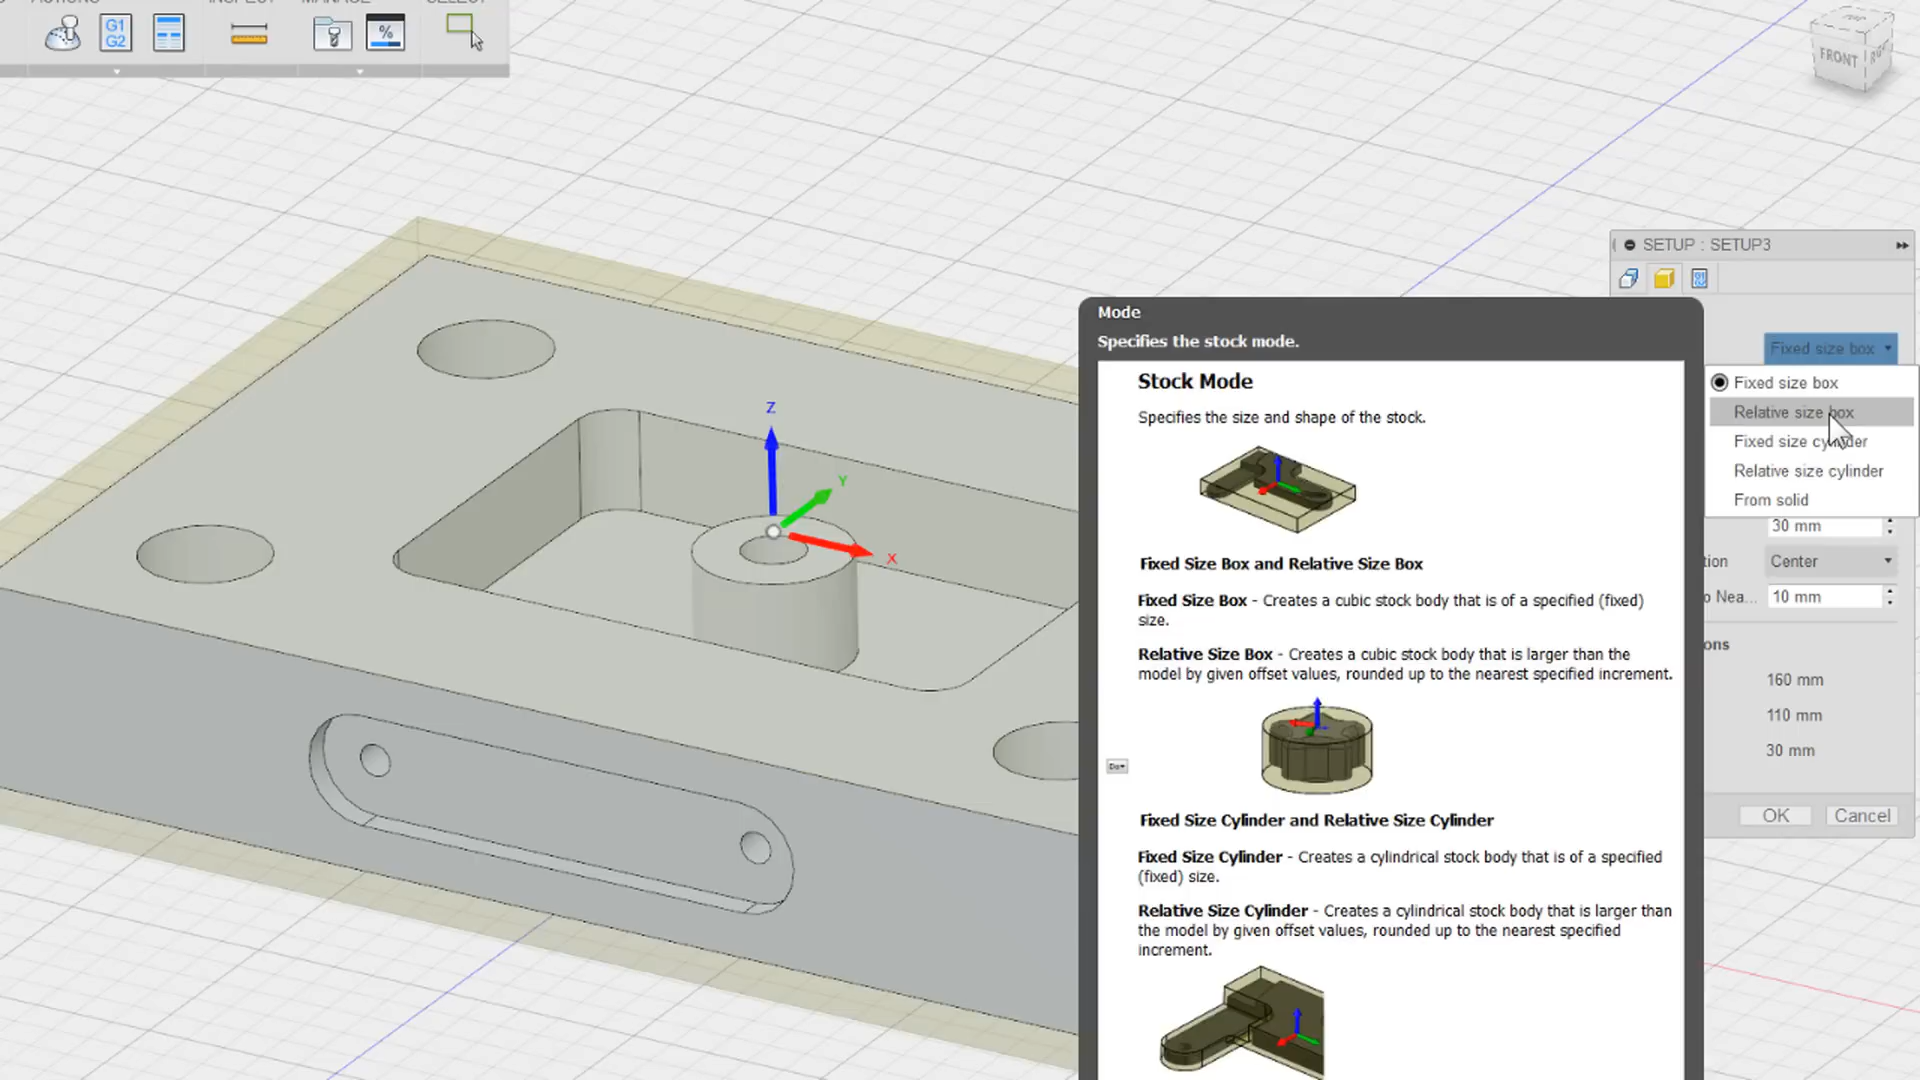 ACTIONS
INSPECT
MANAGE
SELECT
G1
G2
%
FRONT
Z
Y
X
SETUP : SETUP3
Fixed size box
Fixed size box
Relative size box
Fixed size cylinder
Relative size cylinder
From solid
30 mm
tion
Center
o Nea...
10 mm
ons
160 mm
110 mm
30 mm
OK
Cancel
Mode
Specifies the stock mode.
Stock Mode
Specifies the size and shape of the stock.
Fixed Size Box and Relative Size Box
Fixed Size Box - Creates a cubic stock body that is of a specified (fixed)
size.
Relative Size Box - Creates a cubic stock body that is larger than the
model by given offset values, rounded up to the nearest specified increment.
Fixed Size Cylinder and Relative Size Cylinder
Fixed Size Cylinder - Creates a cylindrical stock body that is of a specified
(fixed) size.
Relative Size Cylinder - Creates a cylindrical stock body that is larger than
the model by given offset values, rounded up to the nearest specified
increment.